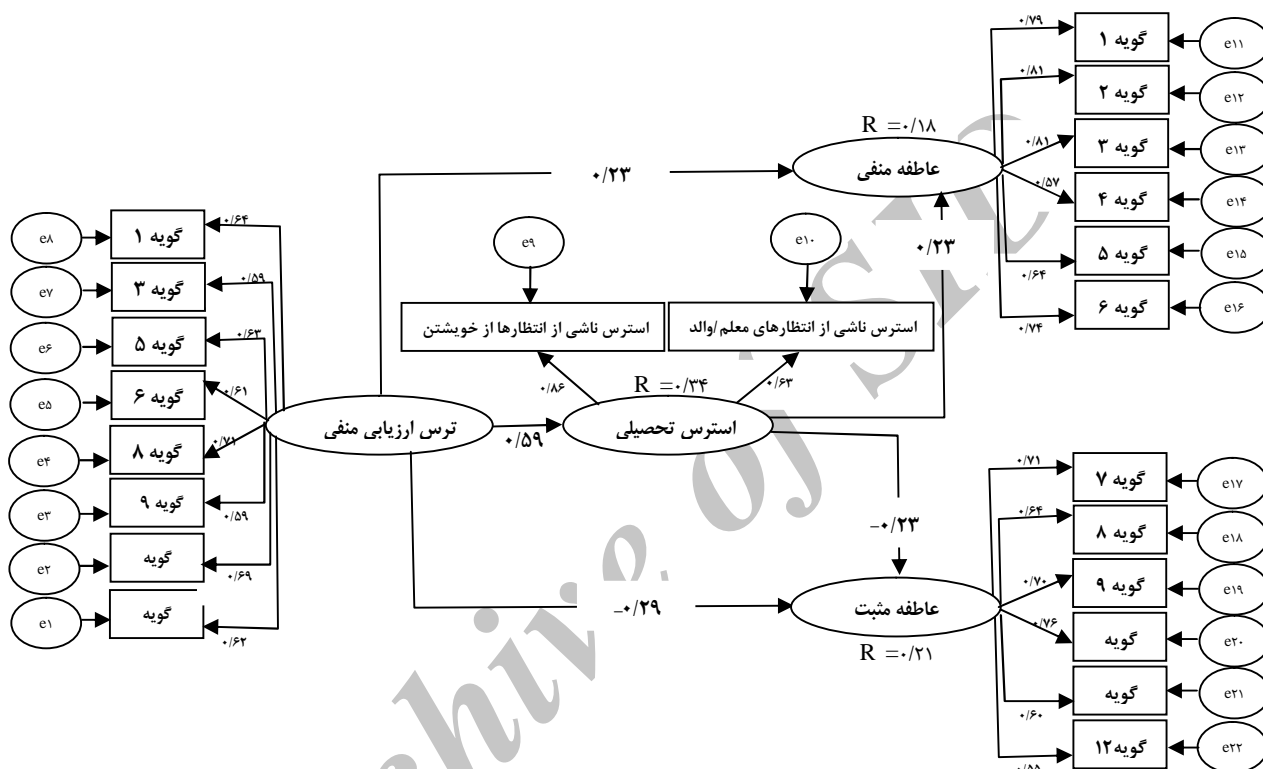 ۰/۷۹
گویه ۱
e۱۱
۰/۸۱
گویه ۲
e۱۲
R =۰/۱۸
۰/۸۱
گویه ۳
e۱۳
عاطفه منفی
۰/۲۳
۰/۵۷
گویه ۴
e۱۴
e۸
گویه ۱
۰/۶۴
e۹
e۱۰
۰/۲۳
گویه ۵
e۱۵
۰/۶۴
e۷
گویه ۳
۰/۵۹
گویه ۶
e۱۶
۰/۷۴
استرس ناشی از انتظارها از خویشتن
استرس ناشی از انتظارهای معلم/والد
e۶
گویه ۵
۰/۶۳
e۵
گویه ۶
۰/۶۱
۰/۸۶
R =۰/۳۴
۰/۶۳
ترس ارزیابی منفی
۰/۵۹
استرس تحصیلی
e۴
گویه ۸
۰/۷۱
۰/۷۱
گویه ۷
e۱۷
e۳
گویه ۹
۰/۵۹
۰/۶۴
گویه ۸
e۱۸
−۰/۲۳
e۲
گویه
۰/۶۹
۰/۷۰
گویه ۹
e۱۹
−۰/۲۹
عاطفه مثبت
e۱
گویه
۰/۶۲
۰/۷۶
گویه
e۲۰
R =۰/۲۱
گویه
e۲۱
۰/۶۰
گویه۱۲
e۲۲
۰/۵۵
chive of SID